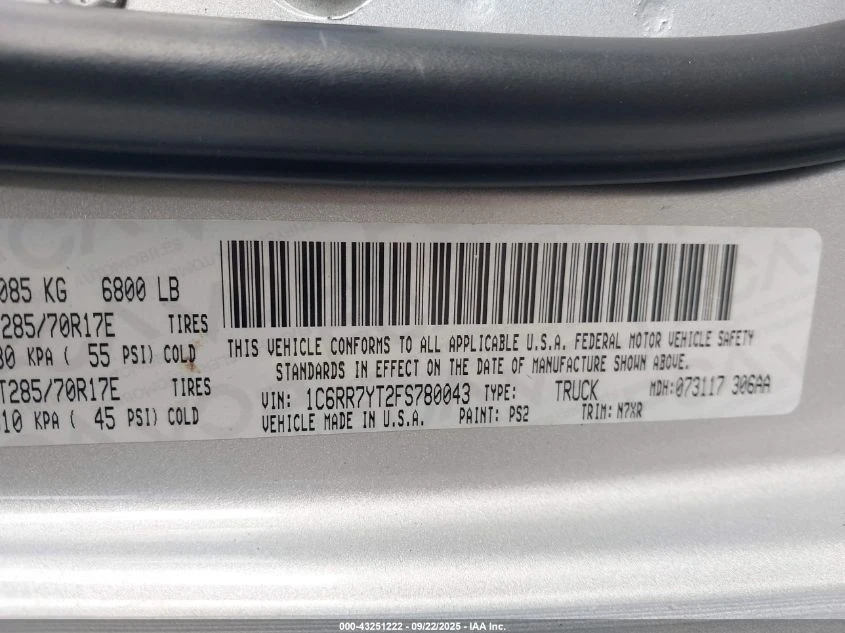 085 KG 6800 LB
285/70R17E TIRES
80 KPA ( 55 PSI) COLD
T285/70R17E TIRES
10 KPA ( 45 PSI) COLD
THIS VEHICLE CONFORMS TO ALL APPLICABLE U.S.A. FEDERAL MOTOR VEHICLE SAFETY
STANDARDS IN EFFECT ON THE DATE OF MANUFACTURE SHOWN ABOVE.
VIN: 1C6RR7YT2FS780043 TYPE: TRUCK MDH:073117 306AA
VEHICLE MADE IN U.S.A. PAINT: PS2 TRIM: N7XR
000-43251222 - 09/22/2025 - IAA Inc.